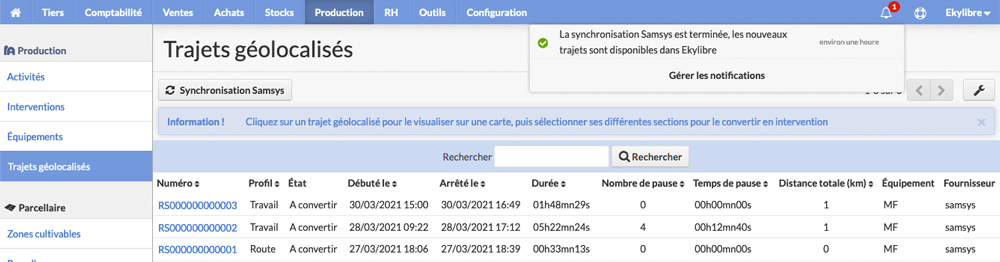 Tiers Comptabilité Ventes Achats Stocks Production RH Outils Configuration 1 Ekylibre
La synchronisation Samsys est terminée, les nouveaux
trajets sont disponibles dans Ekylibre
environ une heure
Gérer les notifications
Production
Activités
Interventions
Équipements
Trajets géolocalisés
Parcellaire
Zones cultivables
Trajets géolocalisés
Synchronisation Samsys
Information ! Cliquez sur un trajet géolocalisé pour le visualiser sur une carte, puis sélectionner ses différentes sections pour le convertir en intervention
Rechercher Rechercher
Numéro Profil État Débuté le Arrêté le Durée Nombre de pause Temps de pause Distance totale (km) Équipement Fournisseur
RS000000000003 Travail A convertir 30/03/2021 15:00 30/03/2021 16:49 01h48mn29s 0 00h00mn00s 1 MF samsys
RS000000000002 Travail A convertir 28/03/2021 09:22 28/03/2021 17:12 05h22mn24s 4 00h12mn40s 1 MF samsys
RS000000000001 Route A convertir 27/03/2021 18:06 27/03/2021 18:39 00h33mn13s 0 00h00mn00s 0 MF samsys